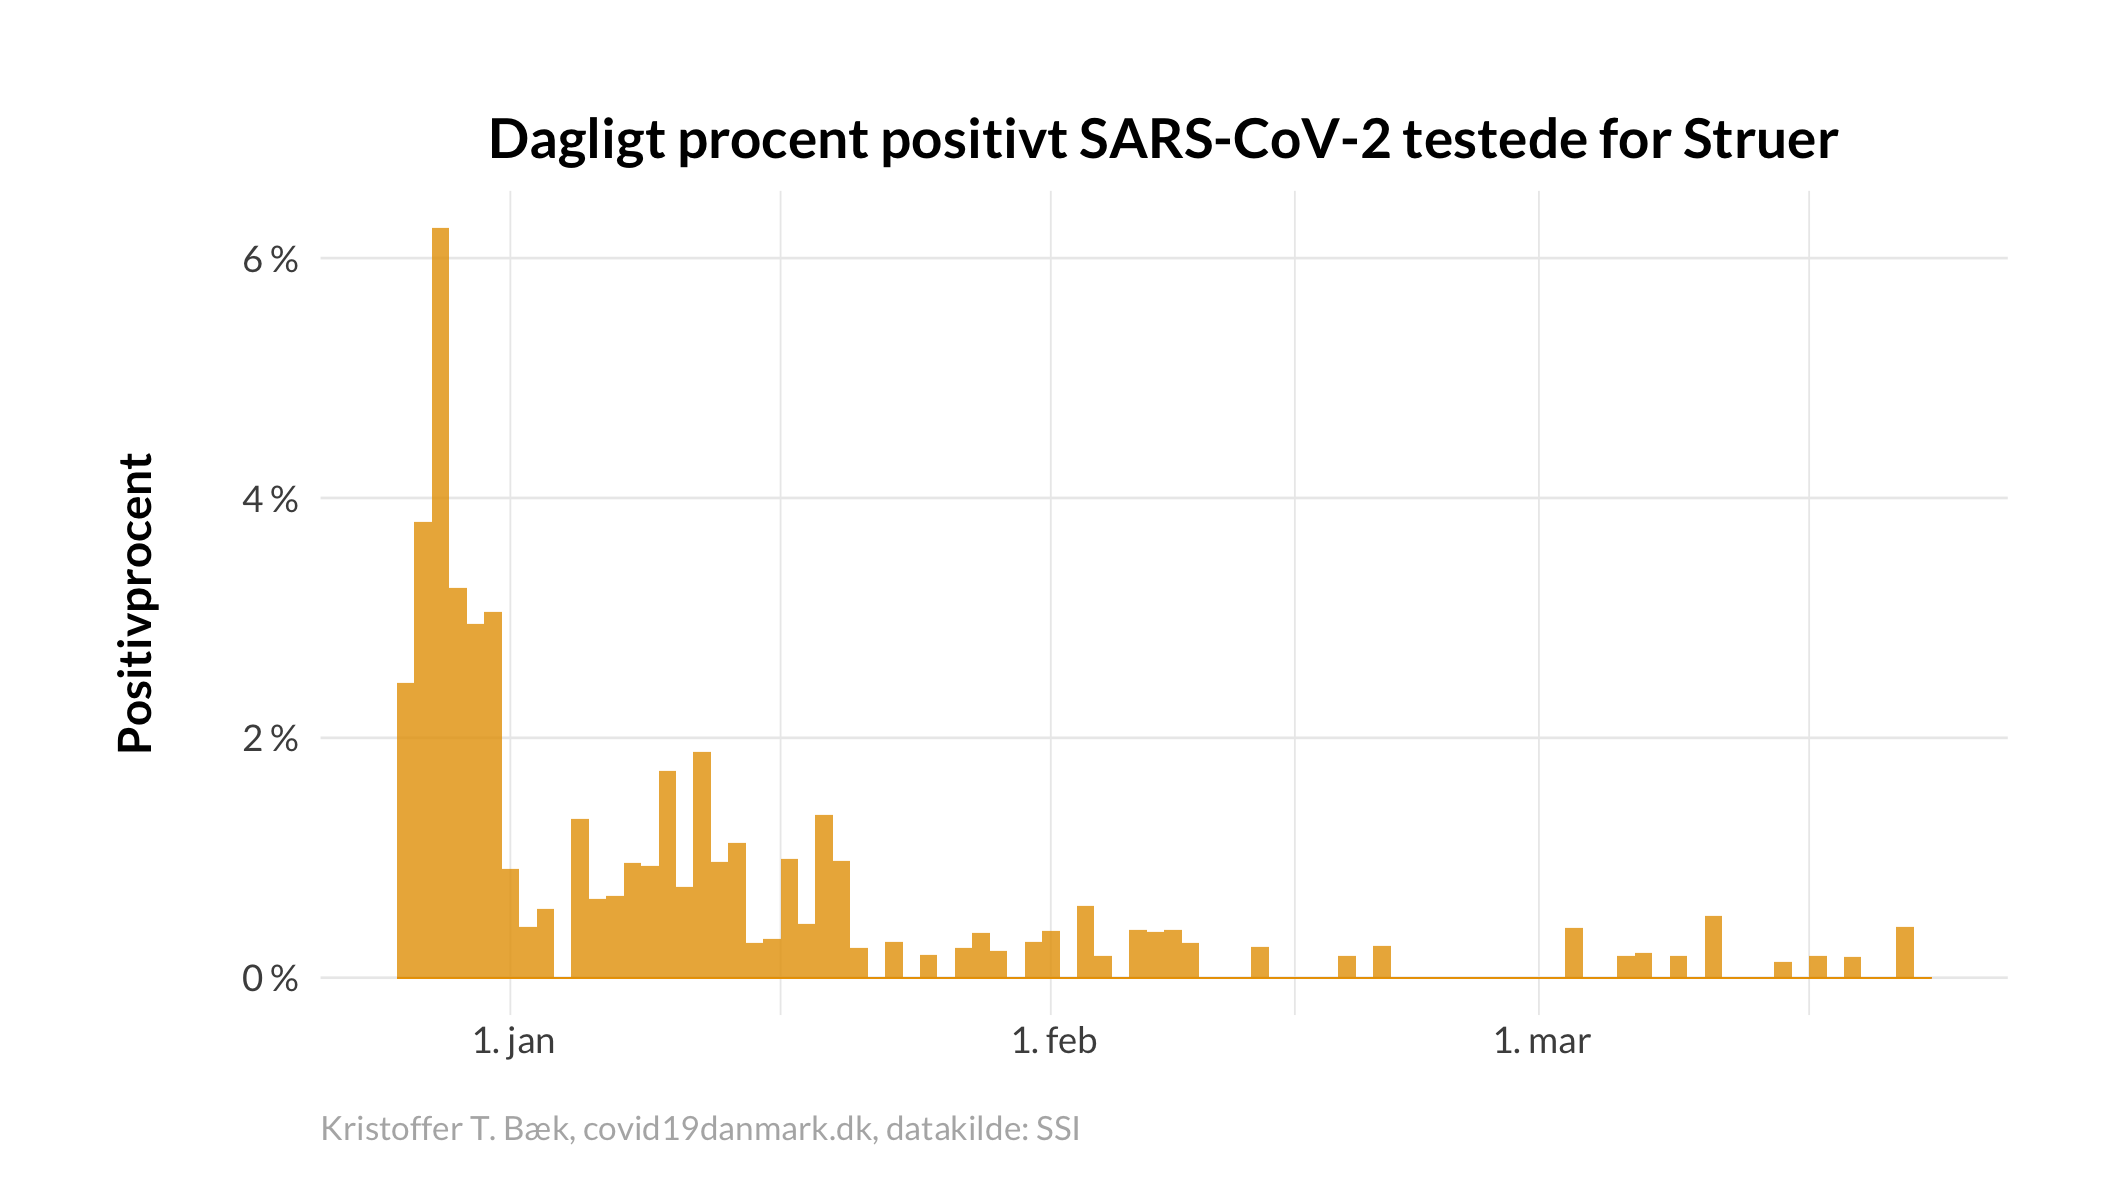 Dagligt procent positivt SARS-CoV-2 testede for Struer
Positivprocent
6 %
4 %
2 %
0 %
1. jan
1. feb
1. mar
Kristoffer T. Bæk, covid19danmark.dk, datakilde: SSI